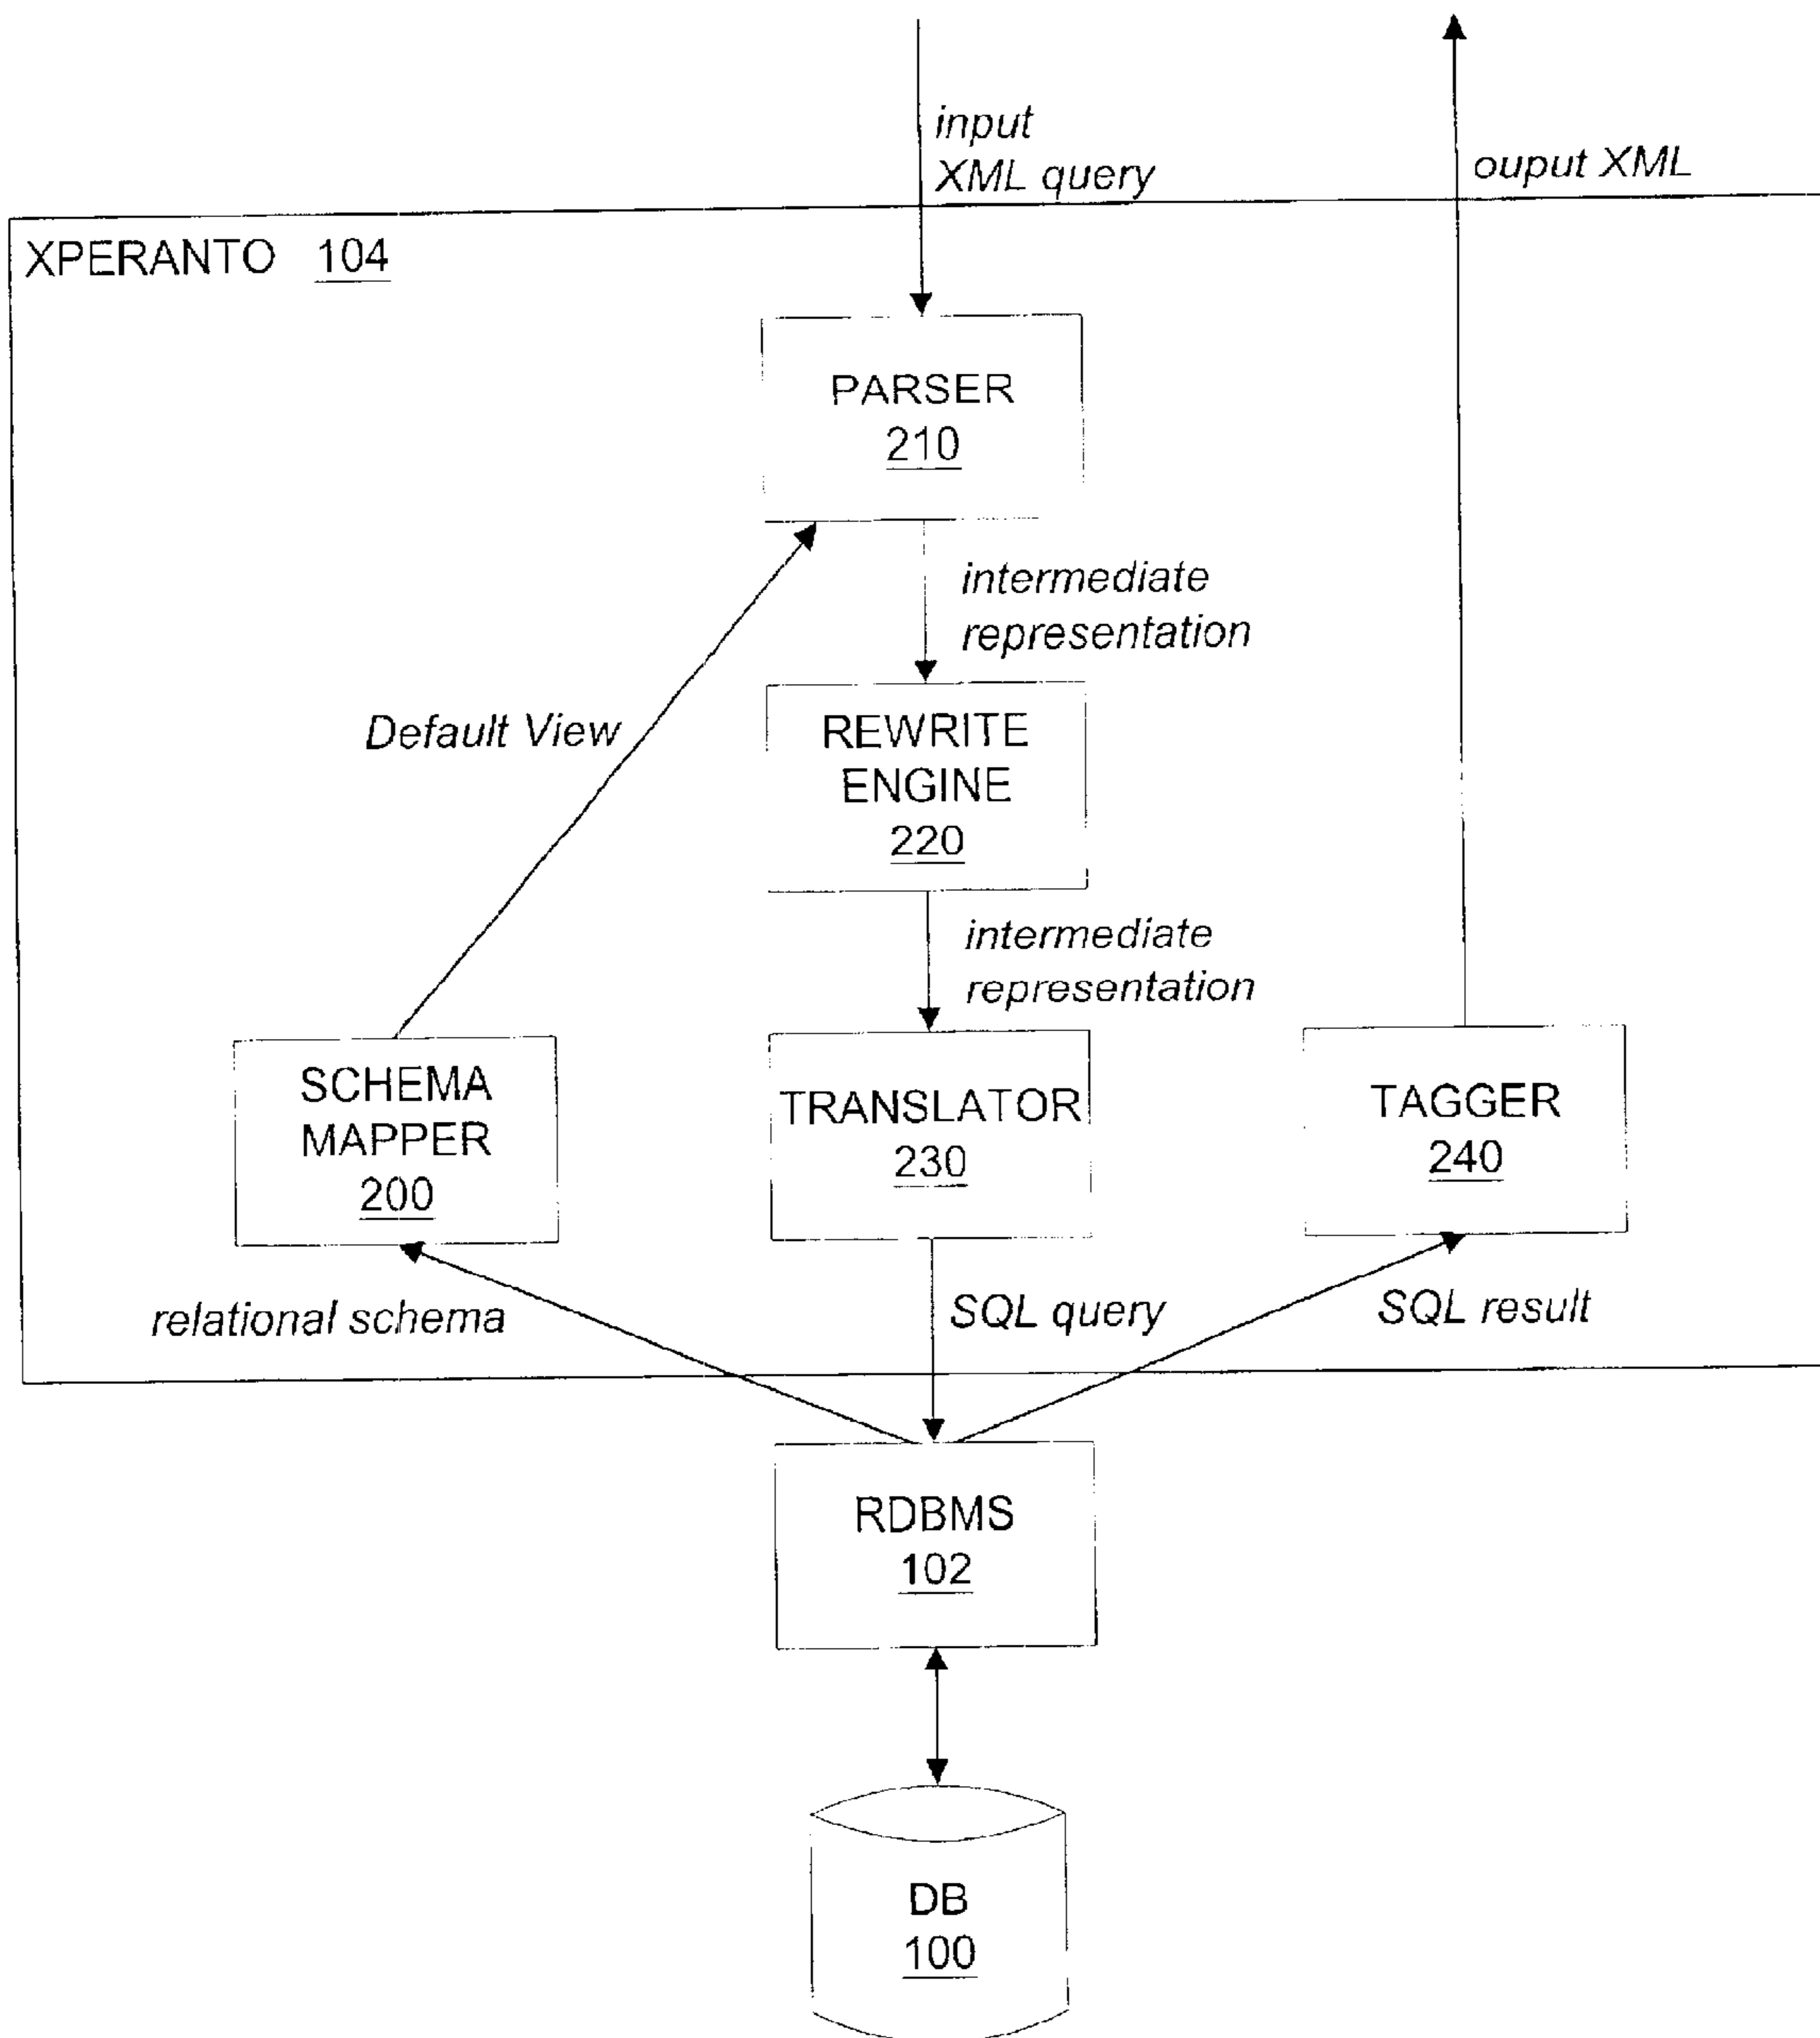 input
XML query
ouput XML
XPERANTO 104
PARSER
210
intermediate
representation
Default View
REWRITE
ENGINE
220
intermediate
representation
SCHEMA
MAPPER
200
TRANSLATOR
230
TAGGER
240
relational schema
SQL query
SQL result
RDBMS
102
DB
100